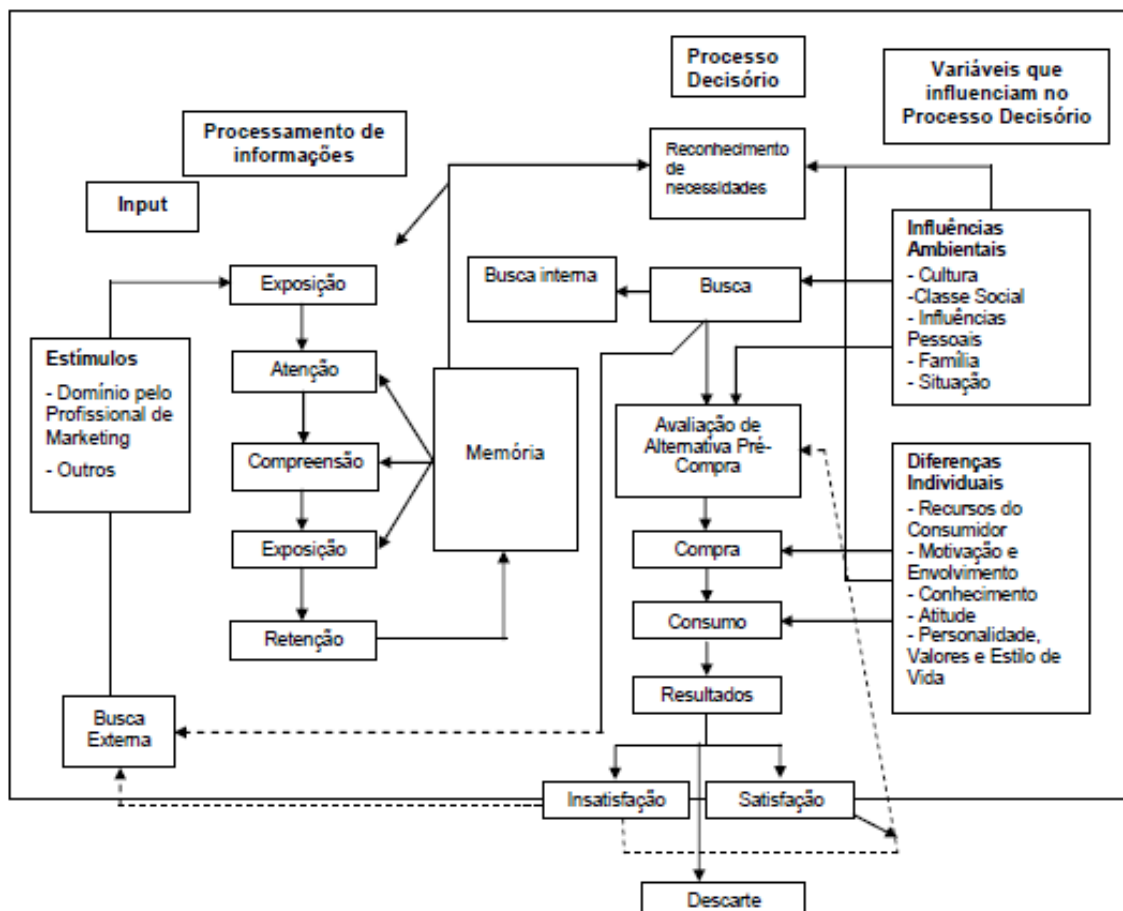 Processo
Decisório
Variáveis que
influenciam no
Processo Decisório
Processamento de
informações
Input
Reconhecimento
de
necessidades
Exposição
Atenção
Compreensão
Exposição
Retenção
Estímulos
- Domínio pelo
Profissional de
Marketing
- Outros
Busca
Externa
Memória
Busca interna
Busca
Avaliação de
Alternativa Pré-
Compra
Compra
Consumo
Resultados
Insatisfação
Satisfação
Descarte
Influências
Ambientais
- Cultura
-Classe Social
- Influências
Pessoais
- Família
- Situação
Diferenças
Individuais
- Recursos do
Consumidor
- Motivação e
Envolvimento
- Conhecimento
- Atitude
- Personalidade,
Valores e Estilo de
Vida